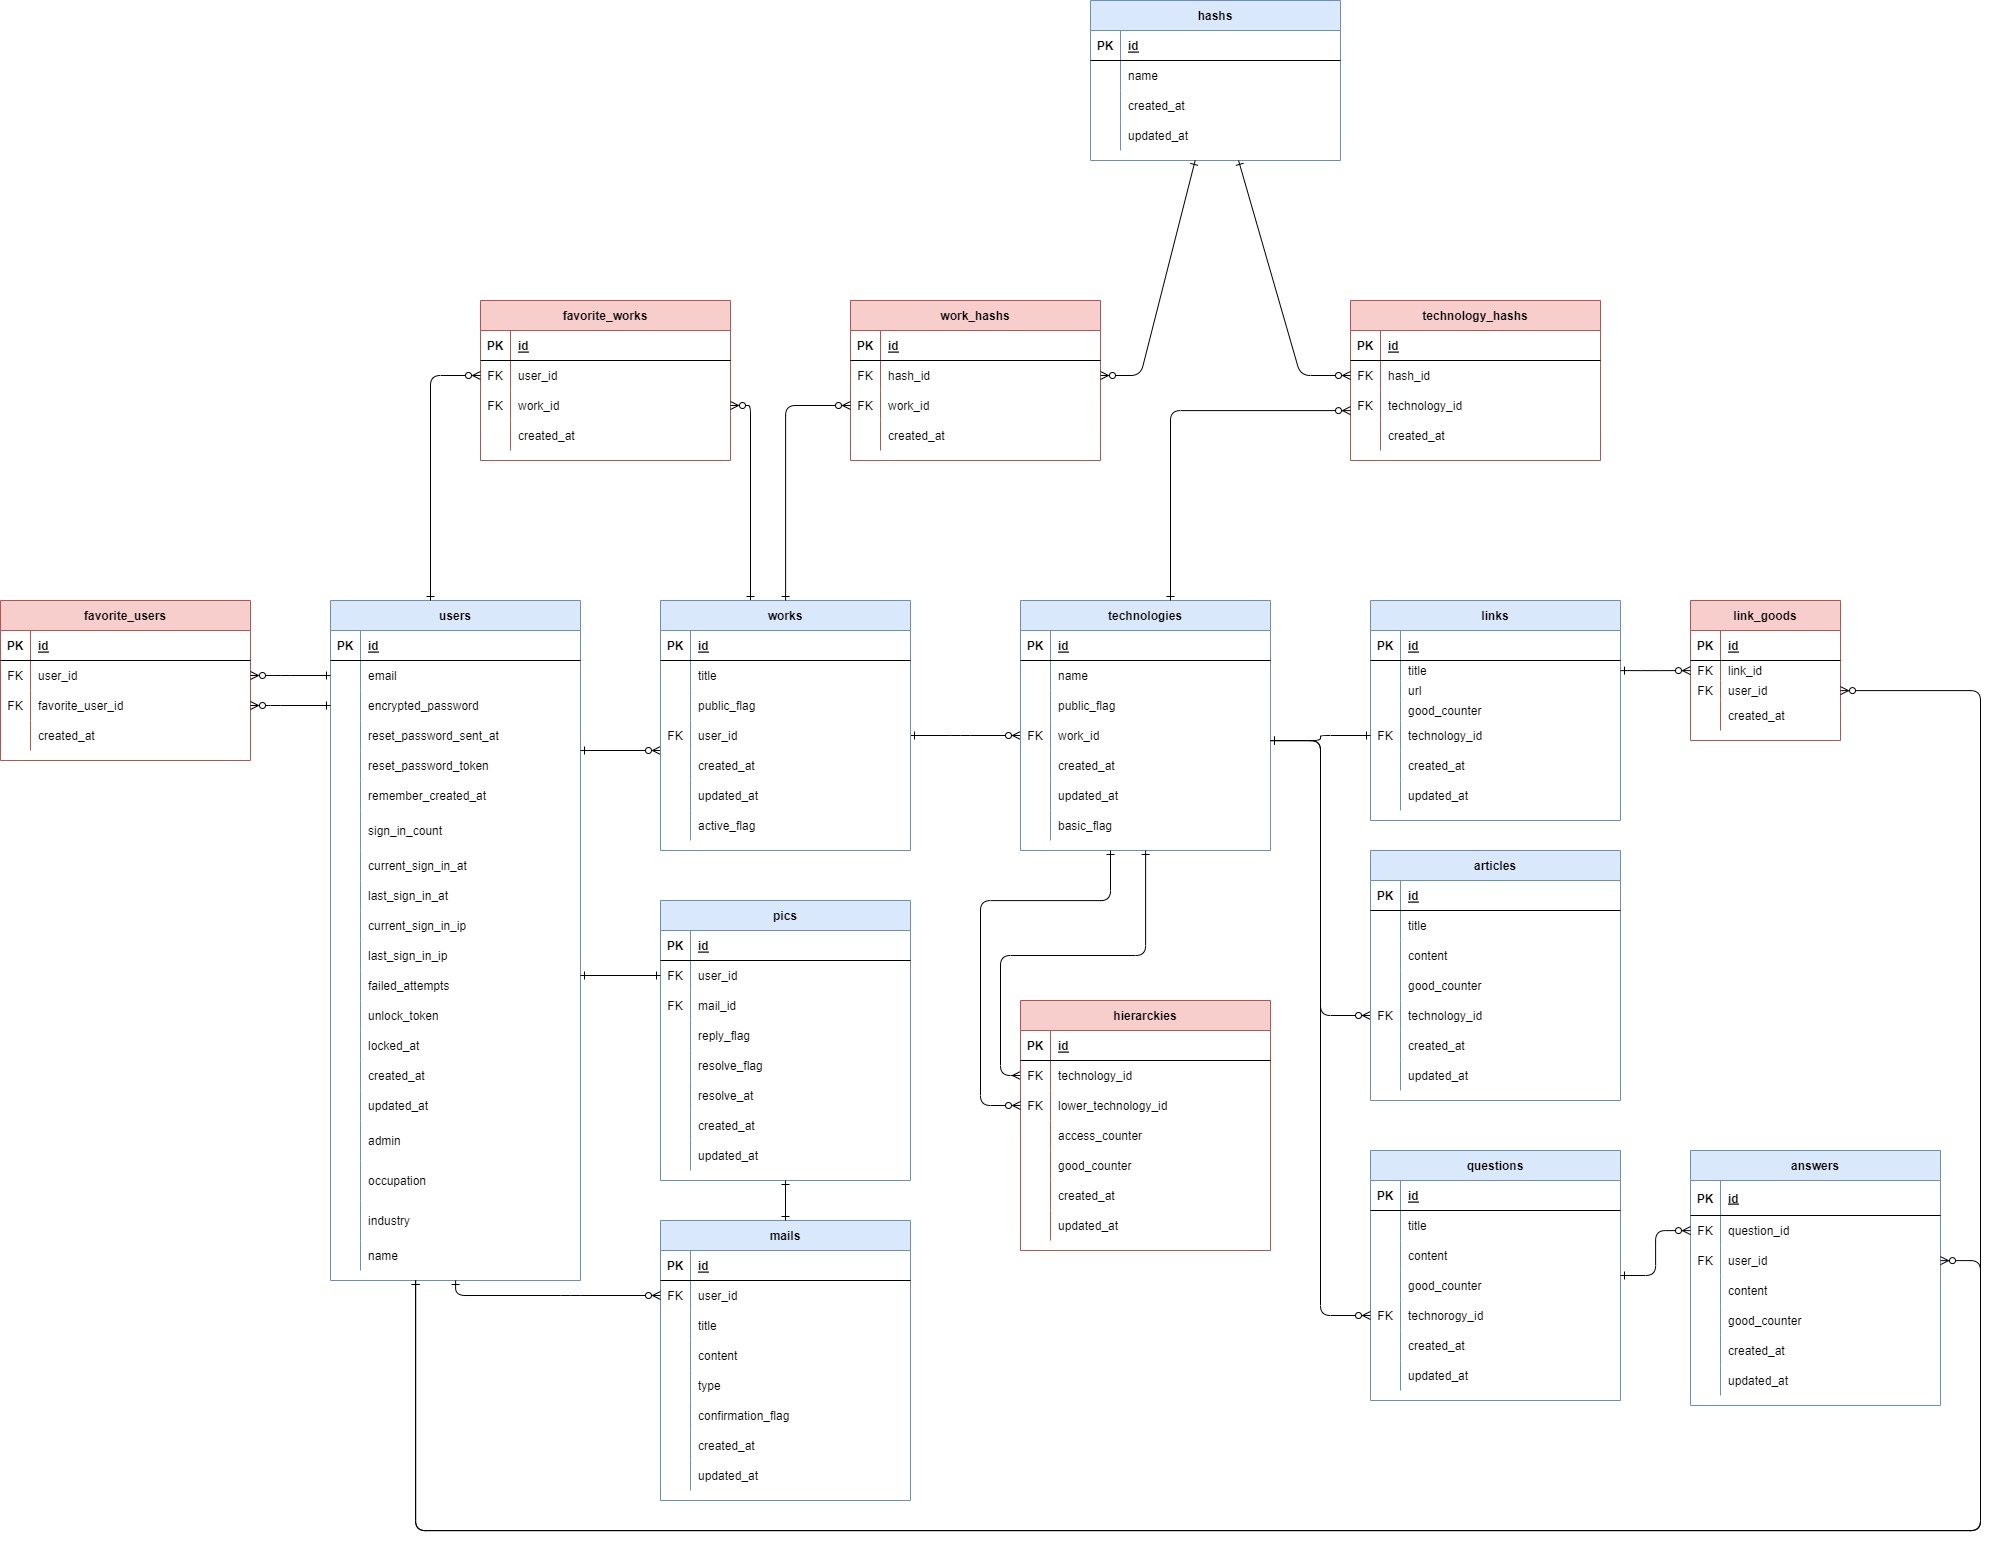 hashs
PK id
name
created_at
updated_at
favorite_works
PK id
FK user_id
FK work_id
created_at
work_hashs
PK id
FK hash_id
FK work_id
created_at
technology_hashs
PK id
FK hash_id
FK technology_id
created_at
favorite_users
PK id
FK user_id
FK favorite_user_id
created_at
users
PK id
email
encrypted_password
reset_password_sent_at
reset_password_token
remember_created_at
sign_in_count
current_sign_in_at
last_sign_in_at
current_sign_in_ip
last_sign_in_ip
failed_attempts
unlock_token
locked_at
created_at
updated_at
admin
occupation
industry
name
works
PK id
title
public_flag
FK user_id
created_at
updated_at
active_flag
pics
PK id
FK user_id
FK mail_id
reply_flag
resolve_flag
resolve_at
created_at
updated_at
mails
PK id
FK user_id
title
content
type
confirmation_flag
created_at
updated_at
technologies
PK id
name
public_flag
FK work_id
created_at
updated_at
basic_flag
hierarckies
PK id
FK technology_id
FK lower_technology_id
access_counter
good_counter
created_at
updated_at
links
PK id
title
url
good_counter
FK technology_id
created_at
updated_at
link_goods
PK id
FK link_id
FK user_id
created_at
articles
PK id
title
content
good_counter
FK technology_id
created_at
updated_at
questions
PK id
title
content
good_counter
FK technorogy_id
created_at
updated_at
answers
PK id
FK question_id
FK user_id
content
good_counter
created_at
updated_at